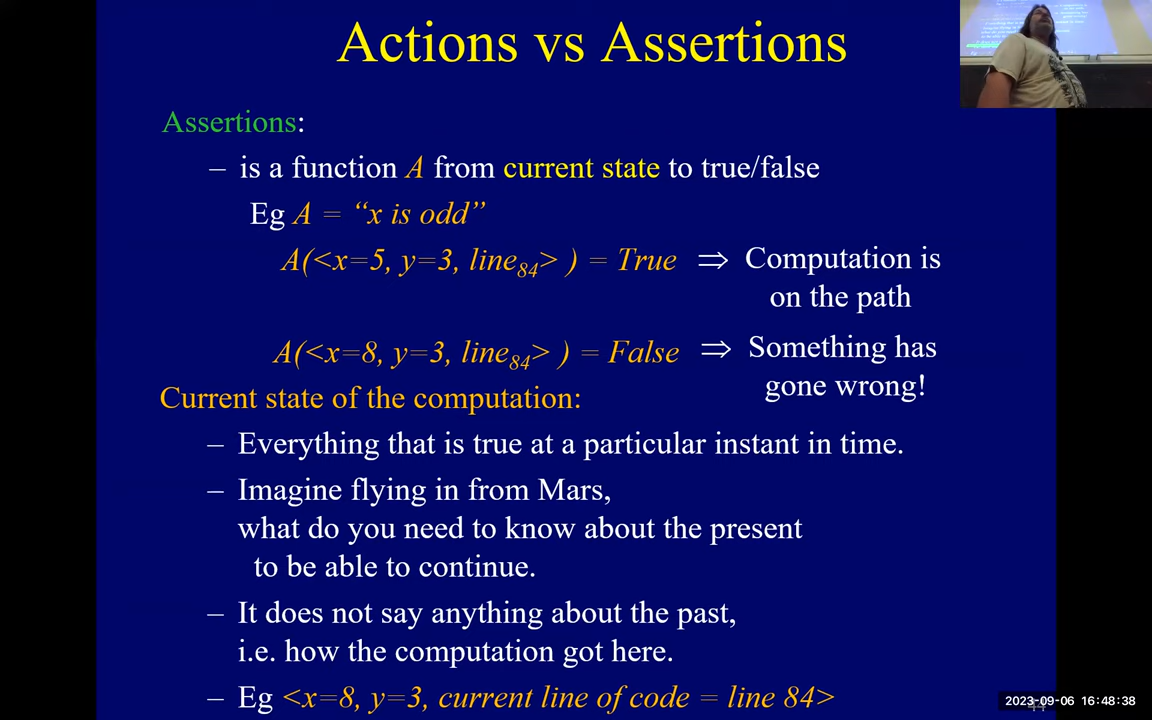 Actions vs Assertions
Assertions:
– is a function A from current state to true/false
Eg A = “x is odd”
A(<x=5, y=3, line84> ) = True ⇒ Computation is
on the path
A(<x=8, y=3, line84> ) = False ⇒ Something has
gone wrong!
Current state of the computation:
– Everything that is true at a particular instant in time.
– Imagine flying in from Mars,
what do you need to know about the present
to be able to continue.
– It does not say anything about the past,
i.e. how the computation got here.
– Eg <x=8, y=3, current line of code = line 84>
2023-09-06 16:48:38